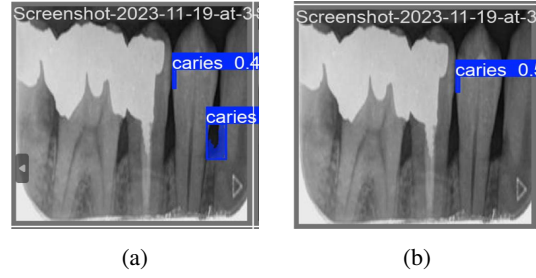 Screenshot-2023-11-19-at-3-
caries 0.4
caries
(a)
Screenshot-2023-11-19-at-3
caries 0.5
(b)